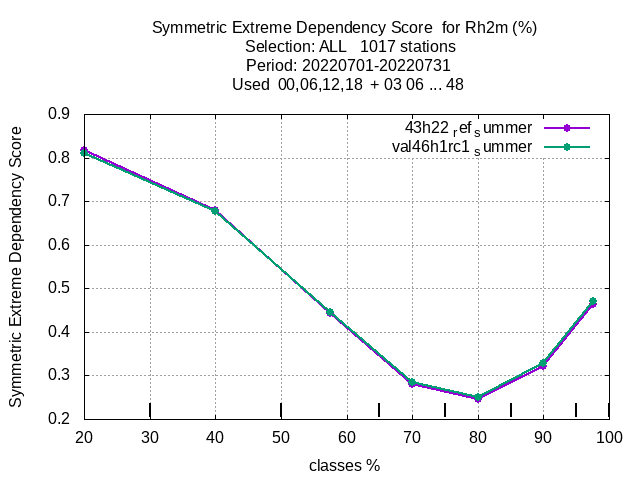 Symmetric Extreme Dependency Score  for Rh2m (%)
Selection: ALL   1017 stations
Period: 20220701-20220731
Used  00,06,12,18  + 03 06 ... 48
43h22 ref summer
val46h1rc1 summer
Symmetric Extreme Dependency Score
0.9
0.8
0.7
0.6
0.5
0.4
0.3
0.2
20 30 40 50 60 70 80 90 100
classes %